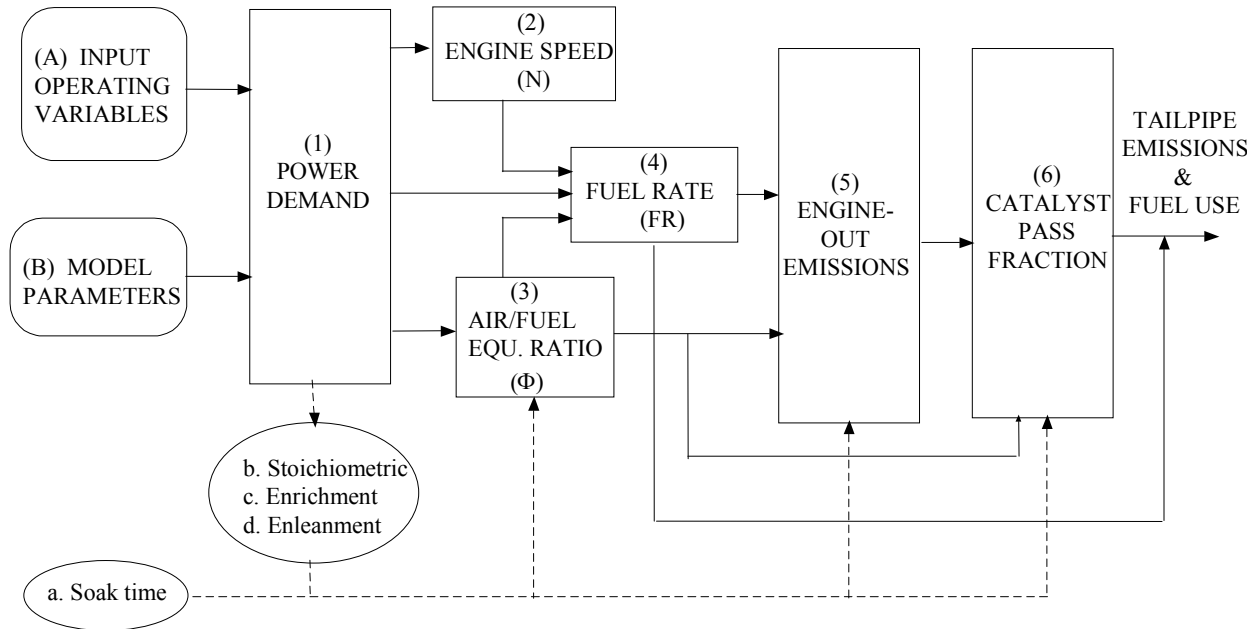 (A) INPUT
OPERATING
VARIABLES
(B) MODEL
PARAMETERS
(1)
POWER
DEMAND
(2)
ENGINE SPEED
(N)
(3)
AIR/FUEL
EQU. RATIO
(Φ)
(4)
FUEL RATE
(FR)
(5)
ENGINE-
OUT
EMISSIONS
(6)
CATALYST
PASS
FRACTION
TAILPIPE
EMISSIONS
&
FUEL USE
b. Stoichiometric
c. Enrichment
d. Enleanment
a. Soak time